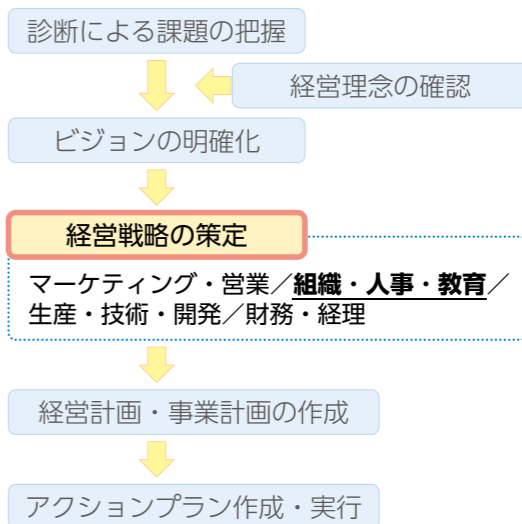 診断による課題の把握
経営理念の確認
ビジョンの明確化
経営戦略の策定
マーケティング・営業／組織・人事・教育／
生産・技術・開発／財務・経理
経営計画・事業計画の作成
アクションプラン作成・実行